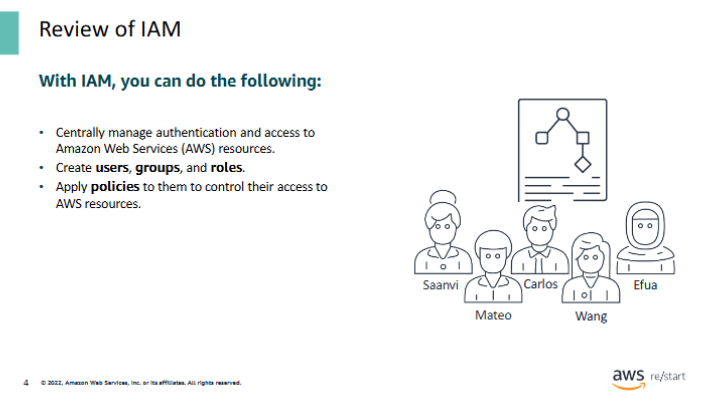 Review of IAM
With IAM, you can do the following:
• Centrally manage authentication and access to
Amazon Web Services (AWS) resources.
• Create users, groups, and roles.
• Apply policies to them to control their access to
AWS resources.
Saanvi
Mateo
Carlos
Wang
Efua
4
© 2022, Amazon Web Services, Inc. or its affiliates. All rights reserved.
aws re/start